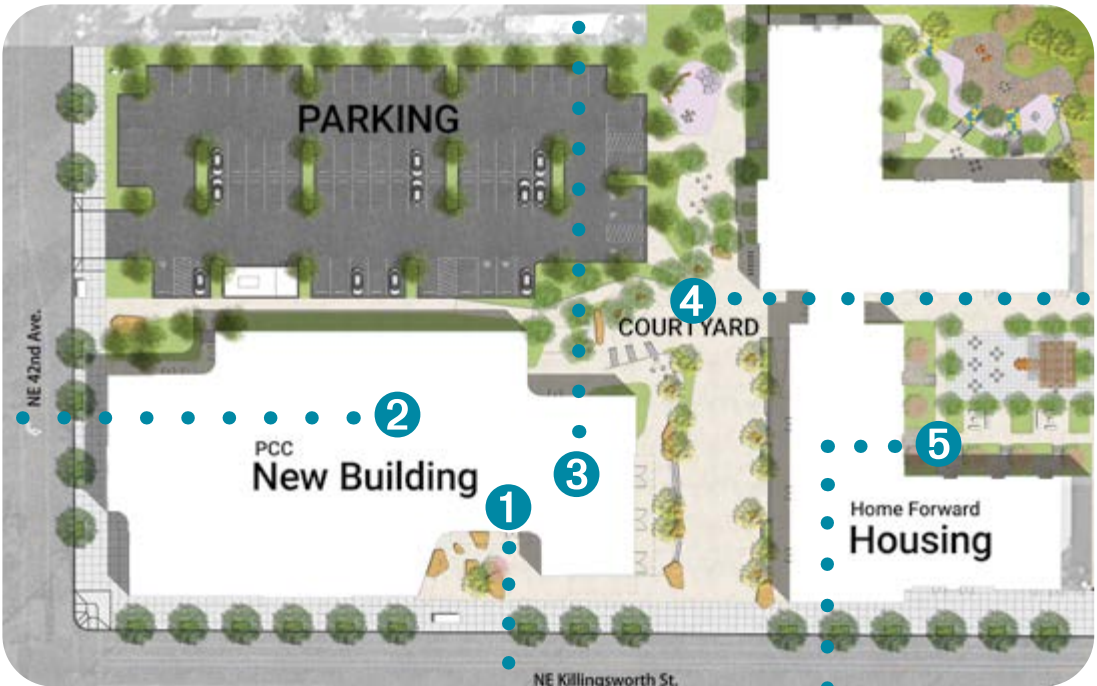 PARKING
4
COURTYARD
NE 42nd Ave.
2
PCC
New Building
3
1
5
Home Forward
Housing
NE Killingsworth St.